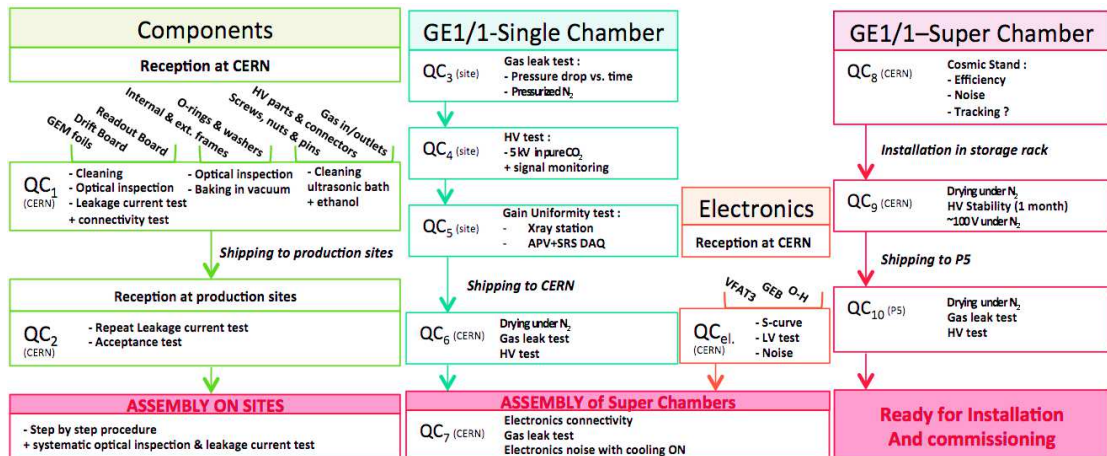 Components
Reception at CERN
GEM foils
Drift Board
Readout Board
Internal & ext. frames
O-rings & washers
Screws, nuts & pins
HV parts & connectors
Gas in/outlets
QC1 (CERN)
- Cleaning
- Optical inspection
- Leakage current test
+ connectivity test
- Optical inspection
- Baking in vacuum
- Cleaning
ultrasonic bath
+ ethanol
Shipping to production sites
Reception at production sites
QC2 (CERN)
- Repeat Leakage current test
- Acceptance test
ASSEMBLY ON SITES
- Step by step procedure
+ systematic optical inspection & leakage current test
GE1/1-Single Chamber
QC3 (site)
Gas leak test :
- Pressure drop vs. time
- Pressurized N2
QC4 (site)
HV test :
- 5 kV in pure CO2
+ signal monitoring
QC5 (site)
Gain Uniformity test :
- Xray station
- APV+SRS DAQ
Shipping to CERN
QC6 (CERN)
Drying under N2
Gas leak test
HV test
Electronics
Reception at CERN
VFAT3
GEB
O-H
QCel. (CERN)
- S-curve
- LV test
- Noise
ASSEMBLY of Super Chambers
QC7 (CERN)
Electronics connectivity
Gas leak test
Electronics noise with cooling ON
GE1/1–Super Chamber
QC8 (CERN)
Cosmic Stand :
- Efficiency
- Noise
- Tracking ?
Installation in storage rack
QC9 (CERN)
Drying under N2
HV Stability (1 month)
~100 V under N2
Shipping to P5
QC10 (P5)
Drying under N2
Gas leak test
HV test
Ready for Installation
And commissioning